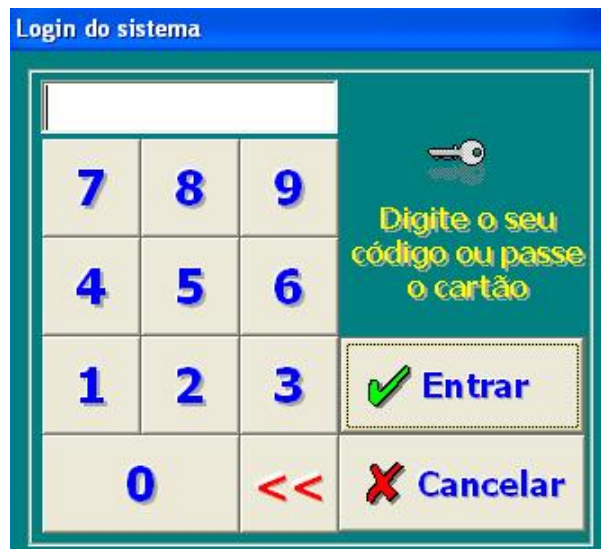 Login do sistema
7 8 9
Digite o seu
código ou passe
o cartão
4 5 6
1 2 3
Entrar
0 <<
Cancelar